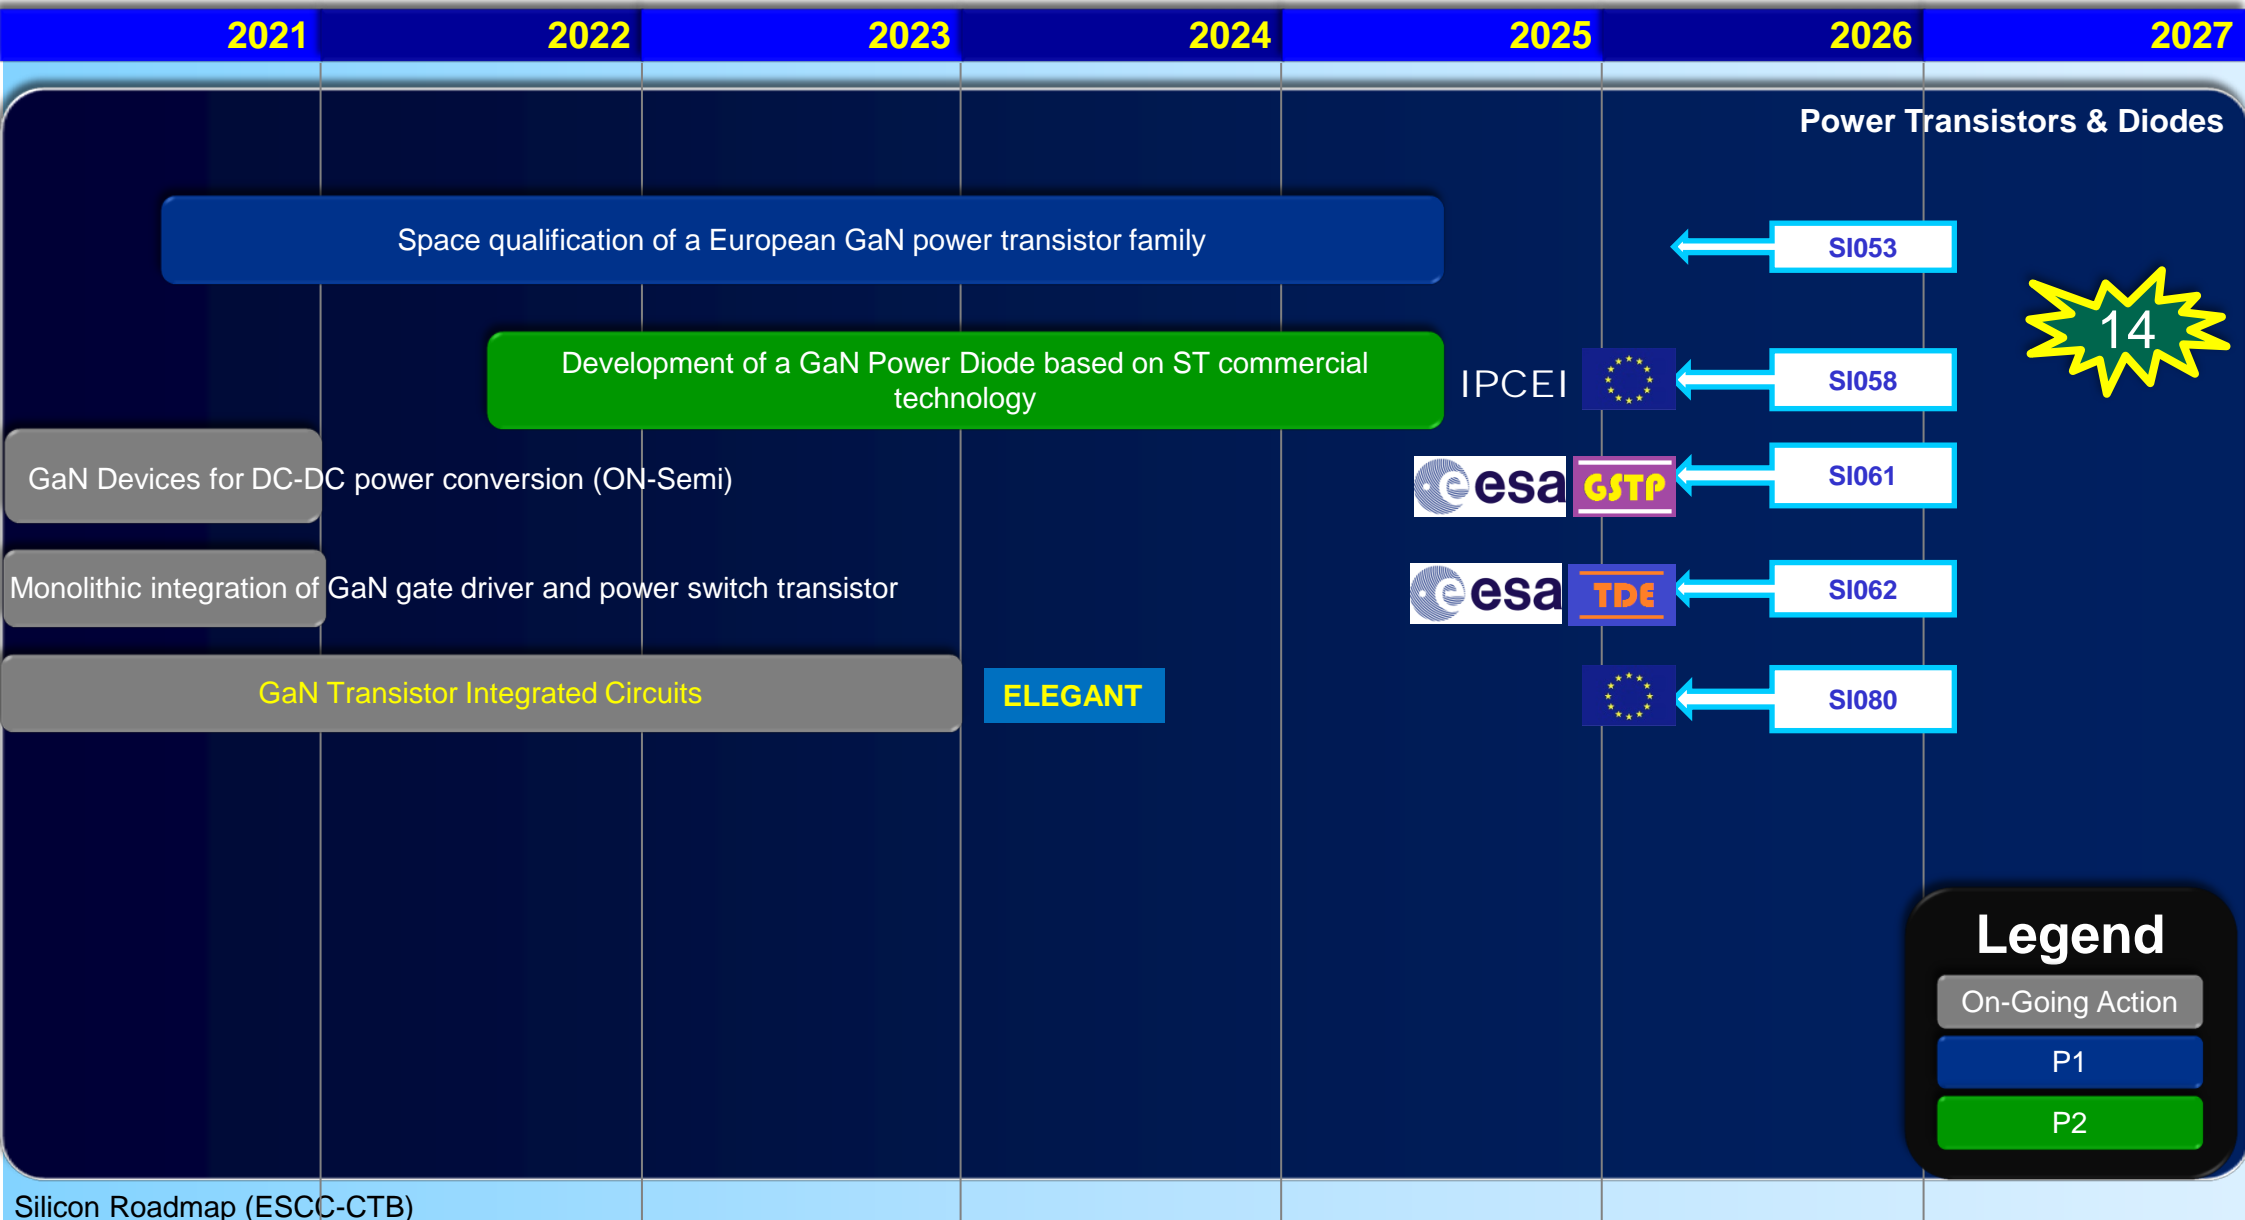 2021 2022 2023 2024 2025 2026 2027
Power Transistors & Diodes
Space qualification of a European GaN power transistor family
SI053
14
Development of a GaN Power Diode based on ST commercial
technology
IPCEI
SI058
GaN Devices for DC-DC power conversion (ON-Semi)
esa
GSTP
SI061
Monolithic integration of GaN gate driver and power switch transistor
esa
TDE
SI062
GaN Transistor Integrated Circuits
ELEGANT
SI080
Legend
On-Going Action
P1
P2
Silicon Roadmap (ESCC-CTB)